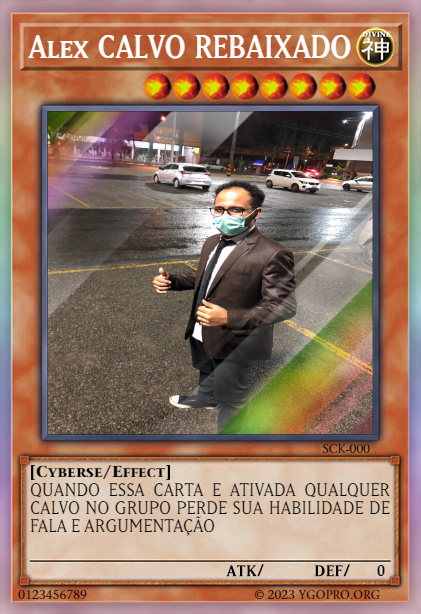 Alex CALVO REBAIXADO
DIVINE
神
SCK-000
[CYBERSE/EFFECT]
QUANDO ESSA CARTA E ATIVADA QUALQUER
CALVO NO GRUPO PERDE SUA HABILIDADE DE
FALA E ARGUMENTAÇÃO
ATK/ DEF/ 0
0123456789 © 2023 YGOPRO.ORG